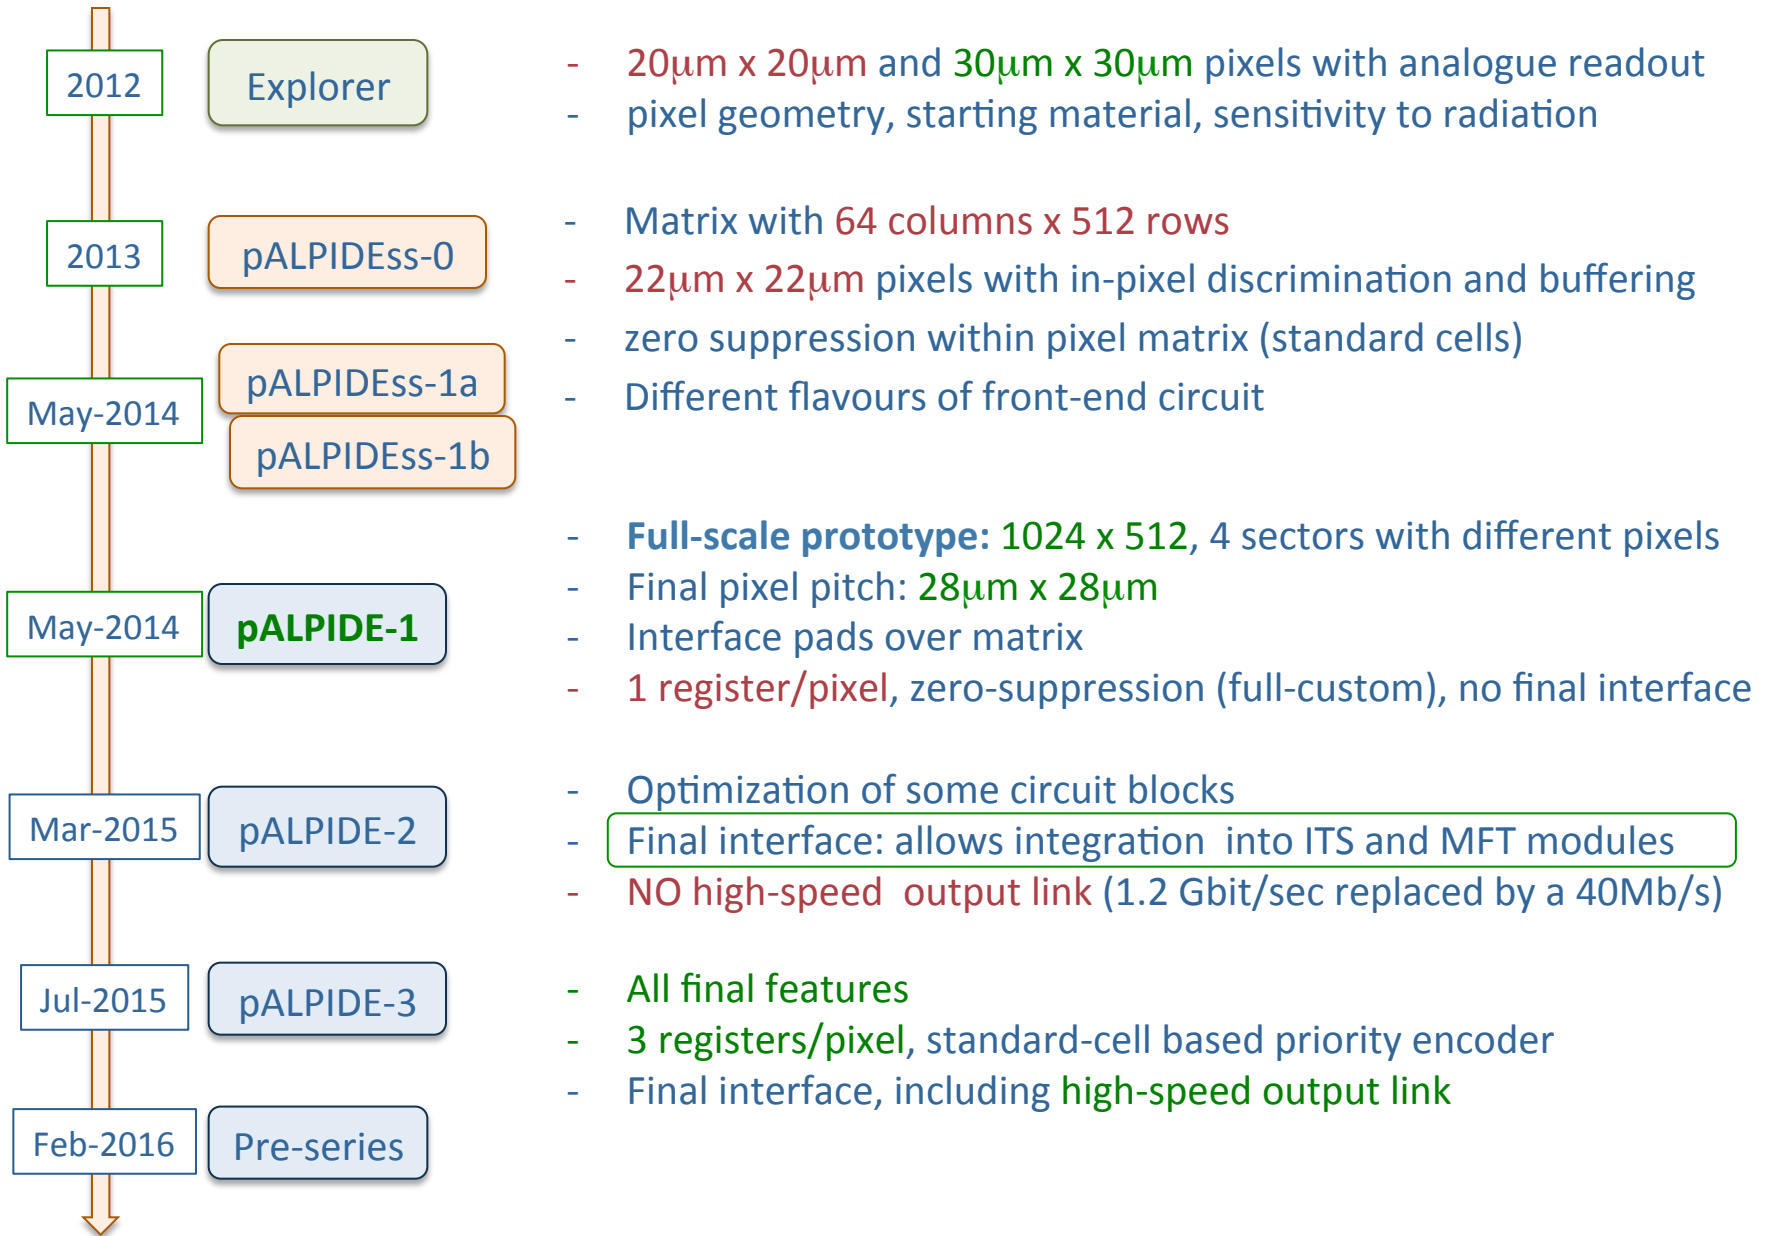 2012
Explorer
- 20μm x 20μm and 30μm x 30μm pixels with analogue readout
- pixel geometry, starting material, sensitivity to radiation
2013
pALPIDEss-0
- Matrix with 64 columns x 512 rows
- 22μm x 22μm pixels with in-pixel discrimination and buffering
- zero suppression within pixel matrix (standard cells)
- Different flavours of front-end circuit
May-2014
pALPIDEss-1a
pALPIDEss-1b
- Full-scale prototype: 1024 x 512, 4 sectors with different pixels
- Final pixel pitch: 28μm x 28μm
May-2014
pALPIDE-1
- Interface pads over matrix
- 1 register/pixel, zero-suppression (full-custom), no final interface
- Optimization of some circuit blocks
Mar-2015
pALPIDE-2
- Final interface: allows integration into ITS and MFT modules
- NO high-speed output link (1.2 Gbit/sec replaced by a 40Mb/s)
Jul-2015
pALPIDE-3
- All final features
- 3 registers/pixel, standard-cell based priority encoder
- Final interface, including high-speed output link
Feb-2016
Pre-series